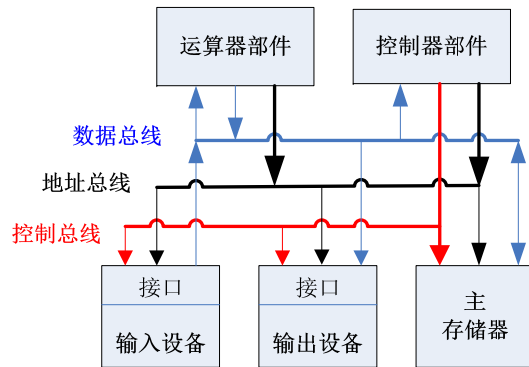 运算器部件
控制器部件
数据总线
地址总线
控制总线
接口
输入设备
接口
输出设备
主
存储器